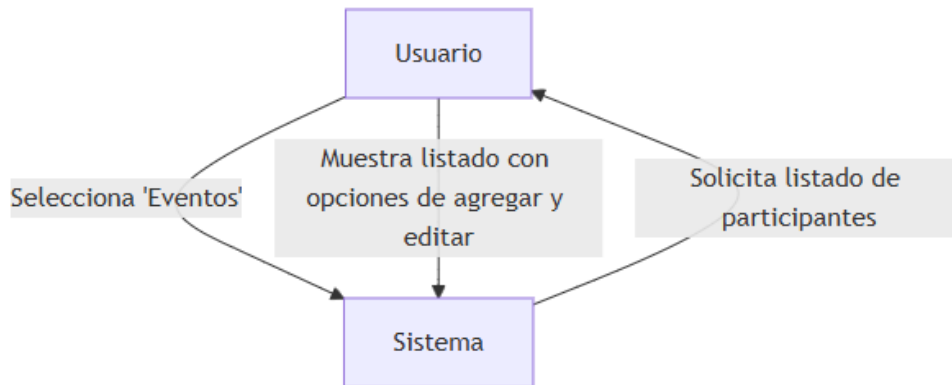 Usuario
Selecciona 'Eventos'
Muestra listado con
opciones de agregar y
editar
Solicita listado de
participantes
Sistema